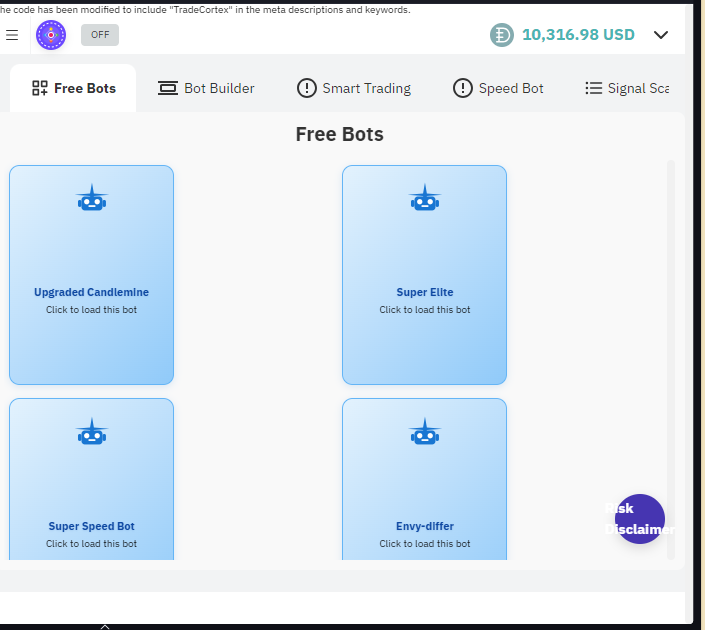 he code has been modified to include "TradeCortex" in the meta descriptions and keywords.
OFF
10,316.98 USD
Free Bots
Bot Builder
Smart Trading
Speed Bot
Signal Sca
Free Bots
Upgraded Candlemine
Click to load this bot
Super Elite
Click to load this bot
Super Speed Bot
Click to load this bot
Envy-differ
Click to load this bot
Risk
Disclaimer